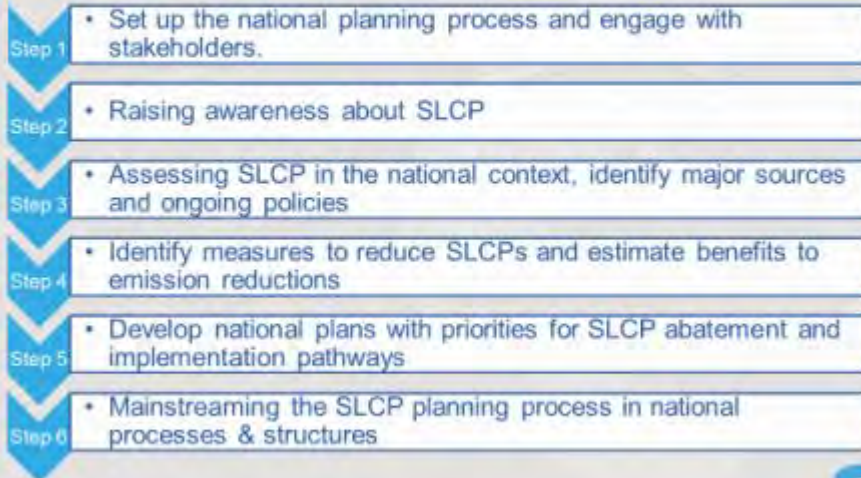 Step 1
• Set up the national planning process and engage with
stakeholders.
Step 2
• Raising awareness about SLCP
Step 3
• Assessing SLCP in the national context, identify major sources
and ongoing policies
Step 4
• Identify measures to reduce SLCPs and estimate benefits to
emission reductions
Step 5
• Develop national plans with priorities for SLCP abatement and
implementation pathways
Step 6
• Mainstreaming the SLCP planning process in national
processes & structures